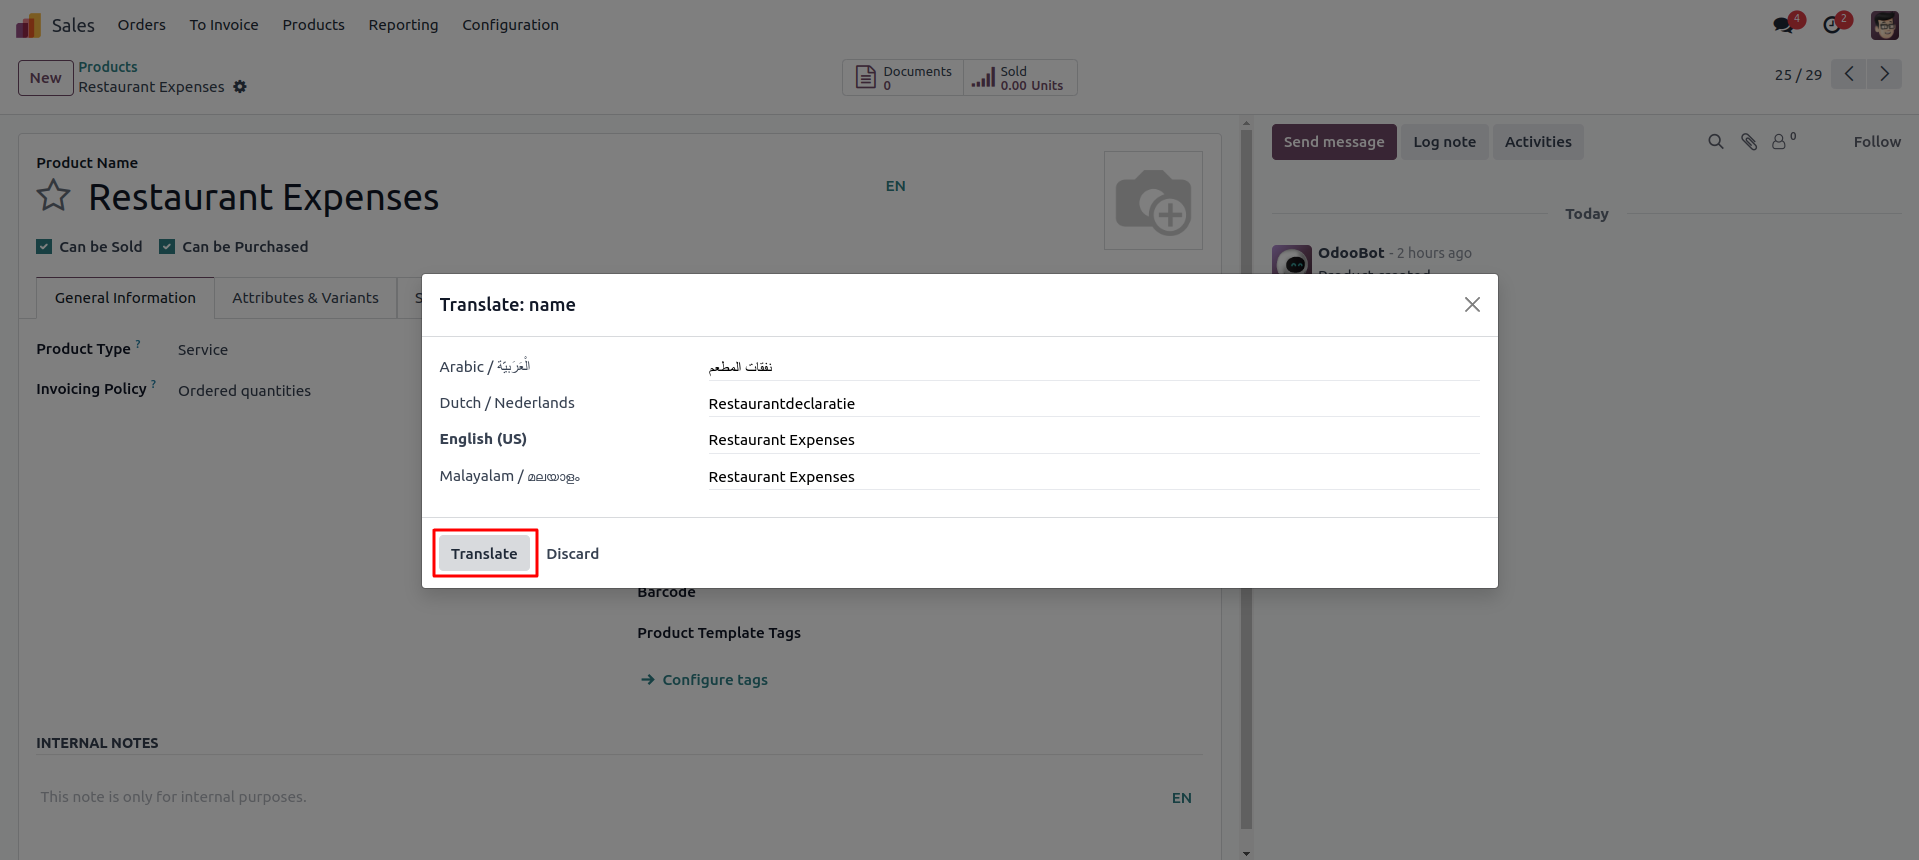 Sales Orders To Invoice Products Reporting Configuration 4 2
New Products
Restaurant Expenses
Documents
0
Sold
0.00 Units
25 / 29
Send message Log note Activities 0 Follow
Product Name
Restaurant Expenses EN
Today
Can be Sold Can be Purchased
OdooBot - 2 hours ago
Product created
General Information Attributes & Variants S
Translate: name
Product Type ? Service
Invoicing Policy ? Ordered quantities
Arabic / الْعَرَبيّة نفقات المطعم
Dutch / Nederlands Restaurantdeclaratie
English (US) Restaurant Expenses
Malayalam / മലയാളം Restaurant Expenses
Translate Discard
Barcode
Product Template Tags
Configure tags
INTERNAL NOTES
This note is only for internal purposes. EN